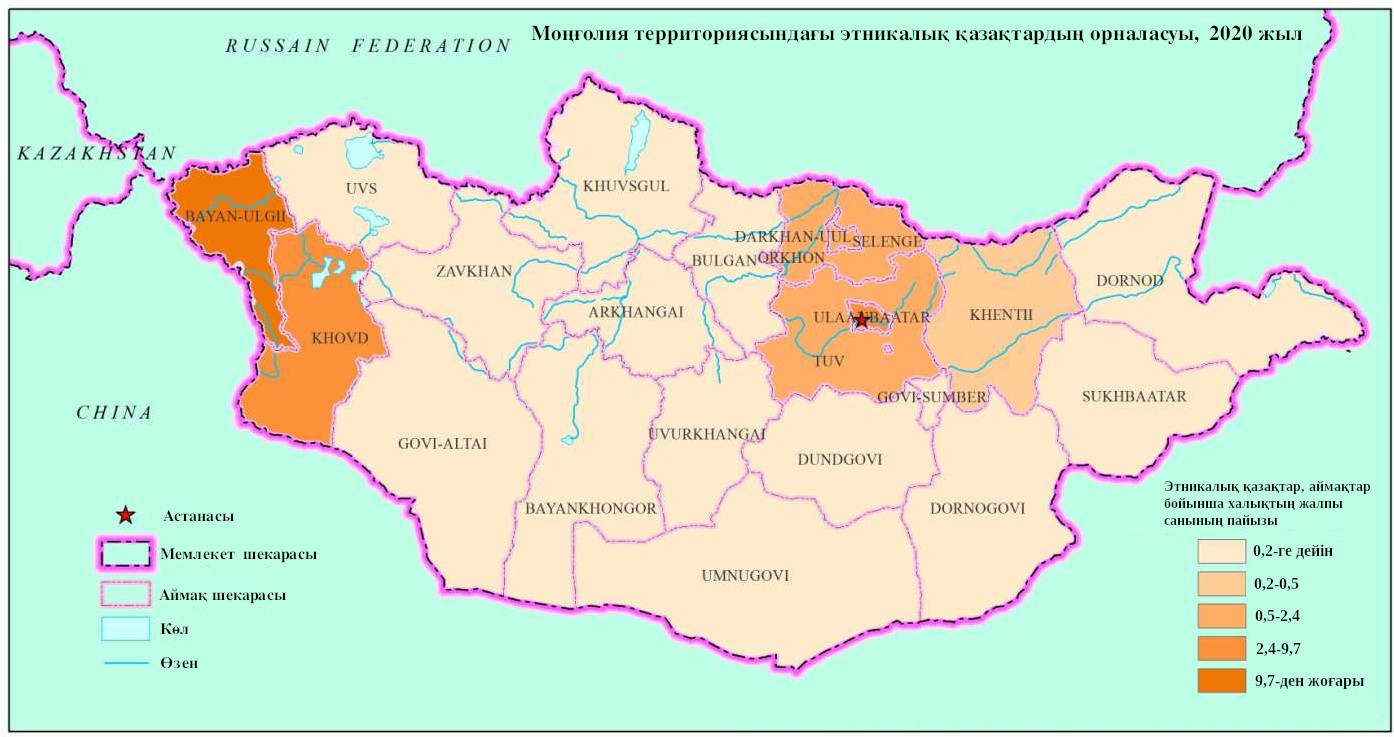 Моңғолия территориясындағы этникалық қазақтардың орналасуы, 2020 жыл
RUSSAIN FEDERATION
KAZAKHSTAN
CHINA
UVS
KHUVSGUL
BAYAN-ULGII
DARKHAN-UUL
SELENGE
BULGAN
ORKHON
ZAVKHAN
DORNOD
ARKHANGAI
ULAANBAATAR
KHENTII
KHOVD
TUV
GOVI-SUMBER
SUKHBAATAR
GOVI-ALTAI
UVURKHANGAI
DUNDGOVI
BAYANKHONGOR
DORNOGOVI
UMNUGOVI
Астанасы
Мемлекет шекарасы
Аймақ шекарасы
Көл
Өзен
Этникалық қазақтар, аймақтар
бойынша халықтың жалпы
санының пайызы
0,2-ге дейін
0,2-0,5
0,5-2,4
2,4-9,7
9,7-ден жоғары